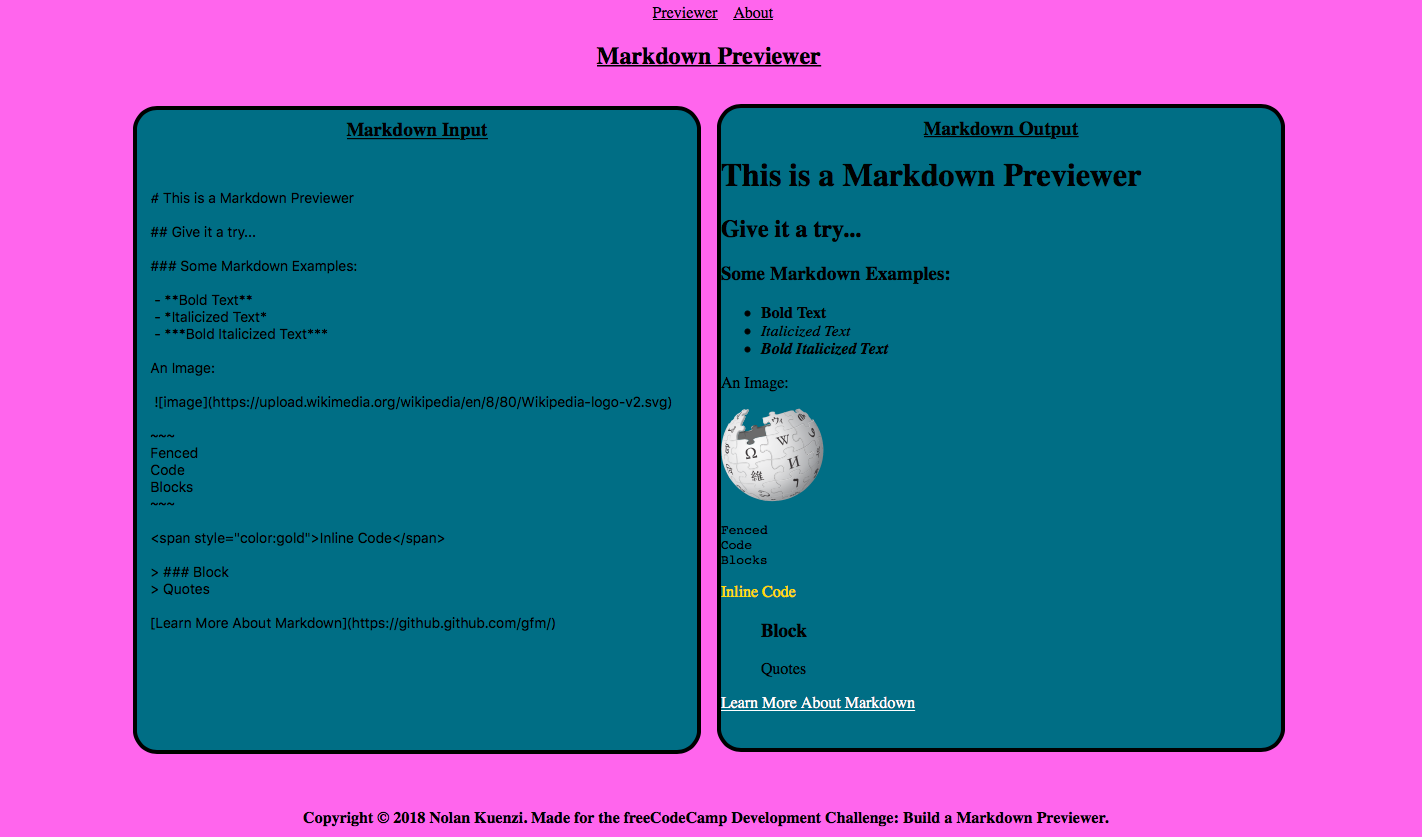 Previewer About
Markdown Previewer
Markdown Input
# This is a Markdown Previewer
## Give it a try...
### Some Markdown Examples:
- **Bold Text**
- *Italicized Text*
- ***Bold Italicized Text***
An Image:
![image](https://upload.wikimedia.org/wikipedia/en/8/80/Wikipedia-logo-v2.svg)
~~~
Fenced
Code
Blocks
~~~
<span style="color:gold">Inline Code</span>
> ### Block
> Quotes
[Learn More About Markdown](https://github.github.com/gfm/)
Markdown Output
This is a Markdown Previewer
Give it a try...
Some Markdown Examples:
• Bold Text
• Italicized Text
• Bold Italicized Text
An Image:
Ω W И 維
Fenced
Code
Blocks
Inline Code
Block
Quotes
Learn More About Markdown
Copyright © 2018 Nolan Kuenzi. Made for the freeCodeCamp Development Challenge: Build a Markdown Previewer.